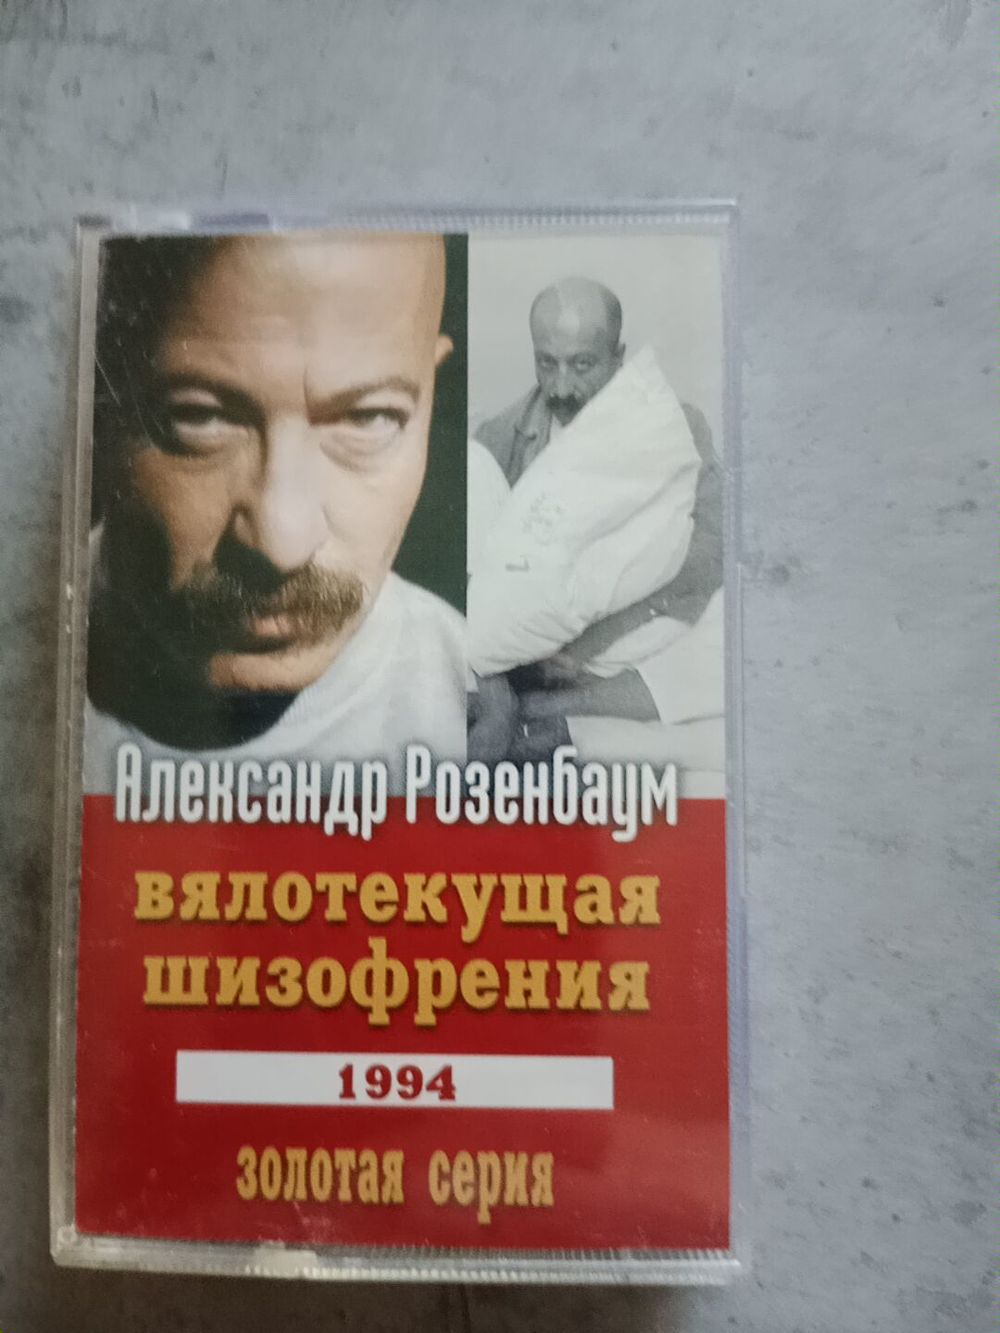 Александр Розенбаум
вялотекущая
шизофрения
1994
золотая серия